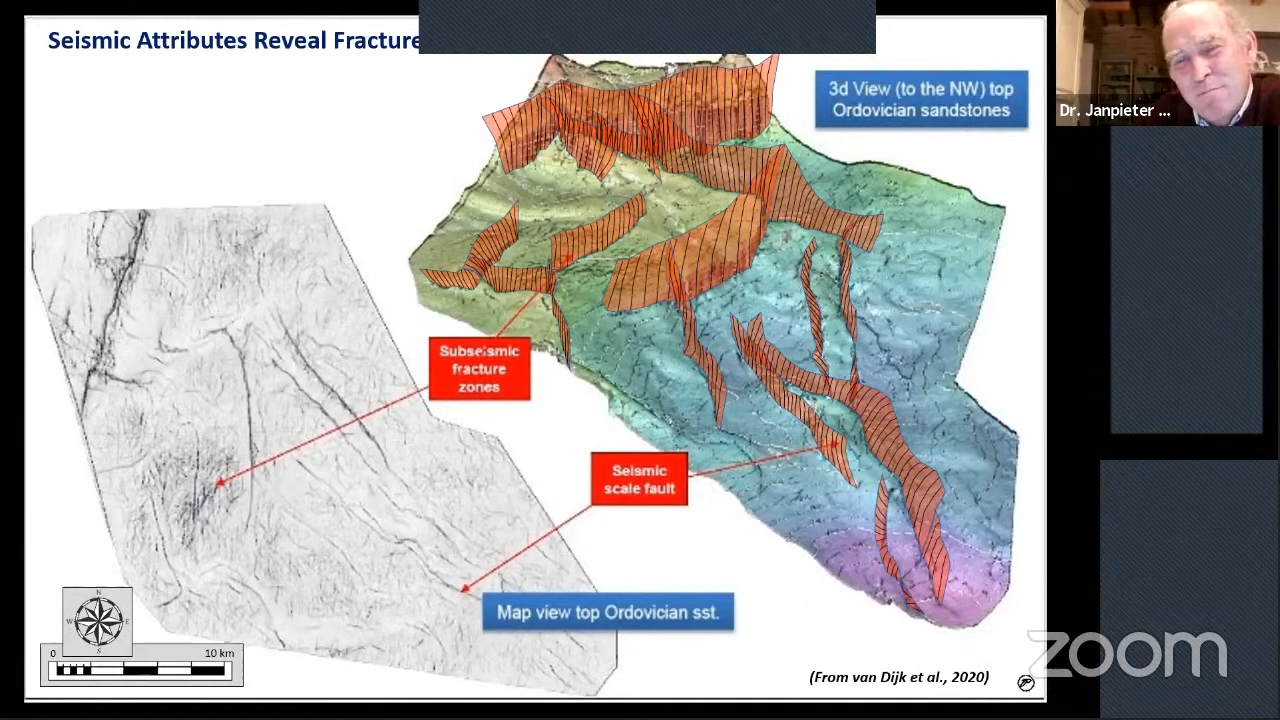 Seismic Attributes Reveal Fracture
3d View (to the NW) top
Ordovician sandstones
Dr. Janpieter ...
Subseismic
fracture
zones
Seismic
scale fault
Map view top Ordovician sst.
N
W
E
S
0
10 km
(From van Dijk et al., 2020)
zoom